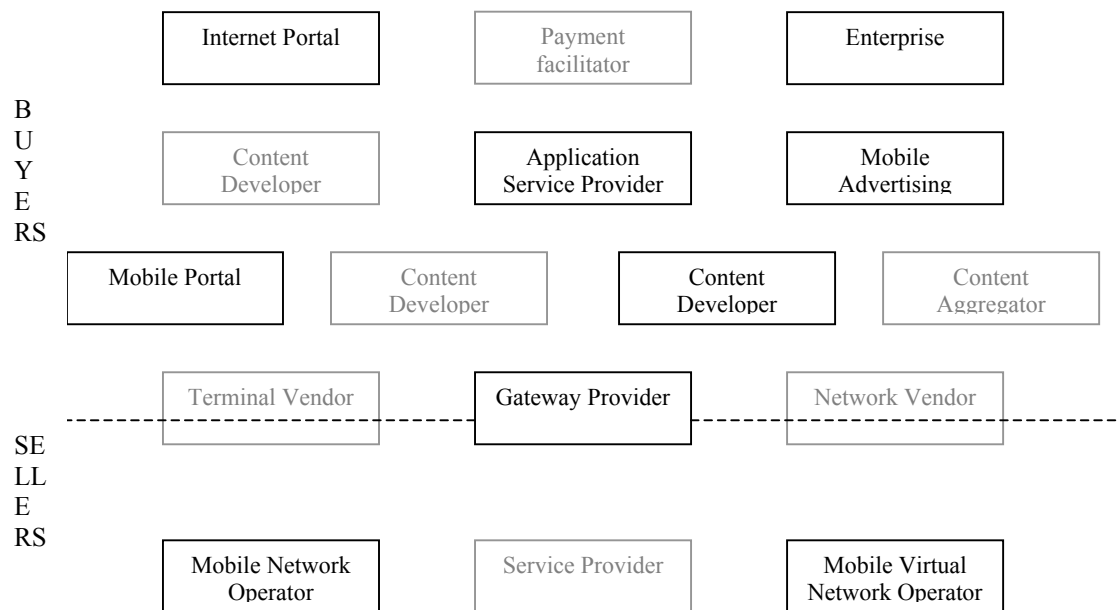 Internet Portal
Payment
facilitator
Enterprise
B
U
Y
E
RS
Content
Developer
Application
Service Provider
Mobile
Advertising
Mobile Portal
Content
Developer
Content
Developer
Content
Aggregator
Terminal Vendor
Gateway Provider
Network Vendor
SE
LL
E
RS
Mobile Network
Operator
Service Provider
Mobile Virtual
Network Operator